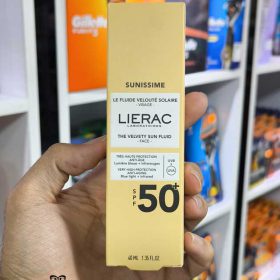 Gillette
SUNISSIME
LE FLUIDE VELOUTÉ SOLAIRE
- VISAGE -
LIERAC
LABORATOIRES
THE VELVETY SUN FLUID
- FACE -
TRÈS HAUTE PROTECTION
ANTI-ÂGE
Lumière bleue + Infrarouges
VERY HIGH PROTECTION
ANTI-AGING
Blue light + Infrared
UVB
+
UVA
SPF 50+
40 ML 1.35 FL.OZ.